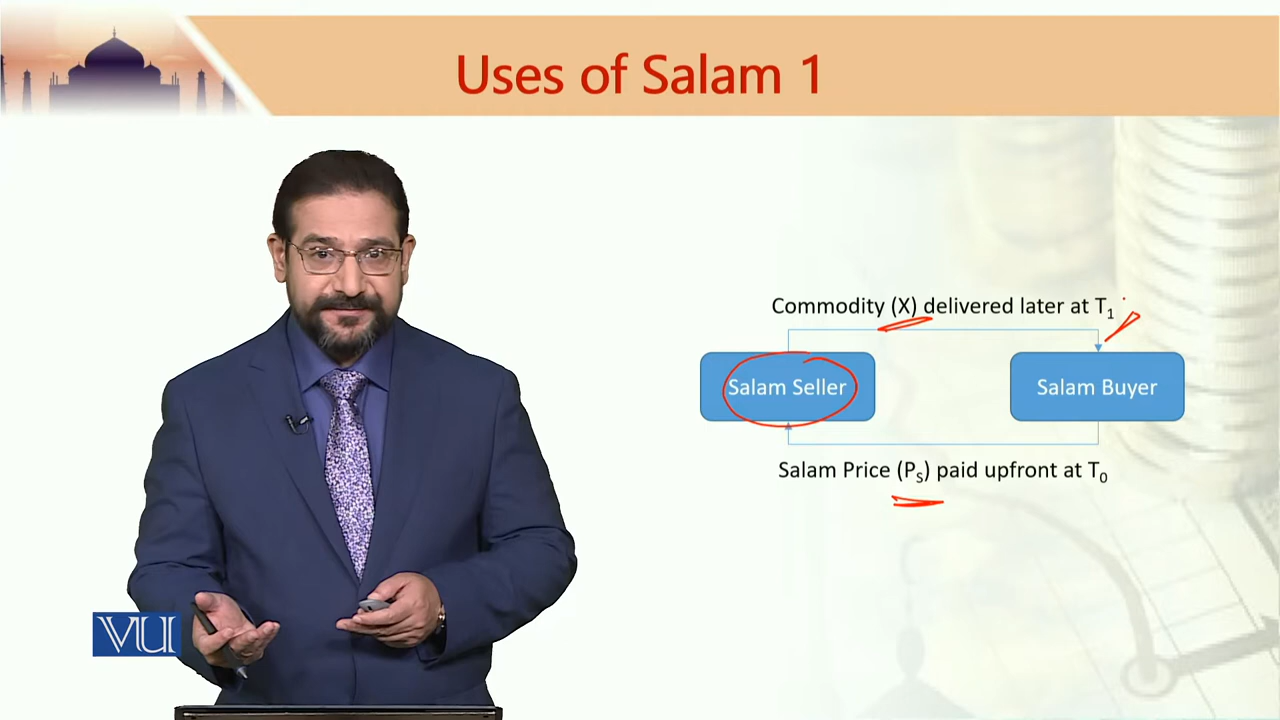 Uses of Salam 1
Commodity (X) delivered later at T₁
Salam Seller
Salam Buyer
Salam Price (Pₛ) paid upfront at T₀
VU